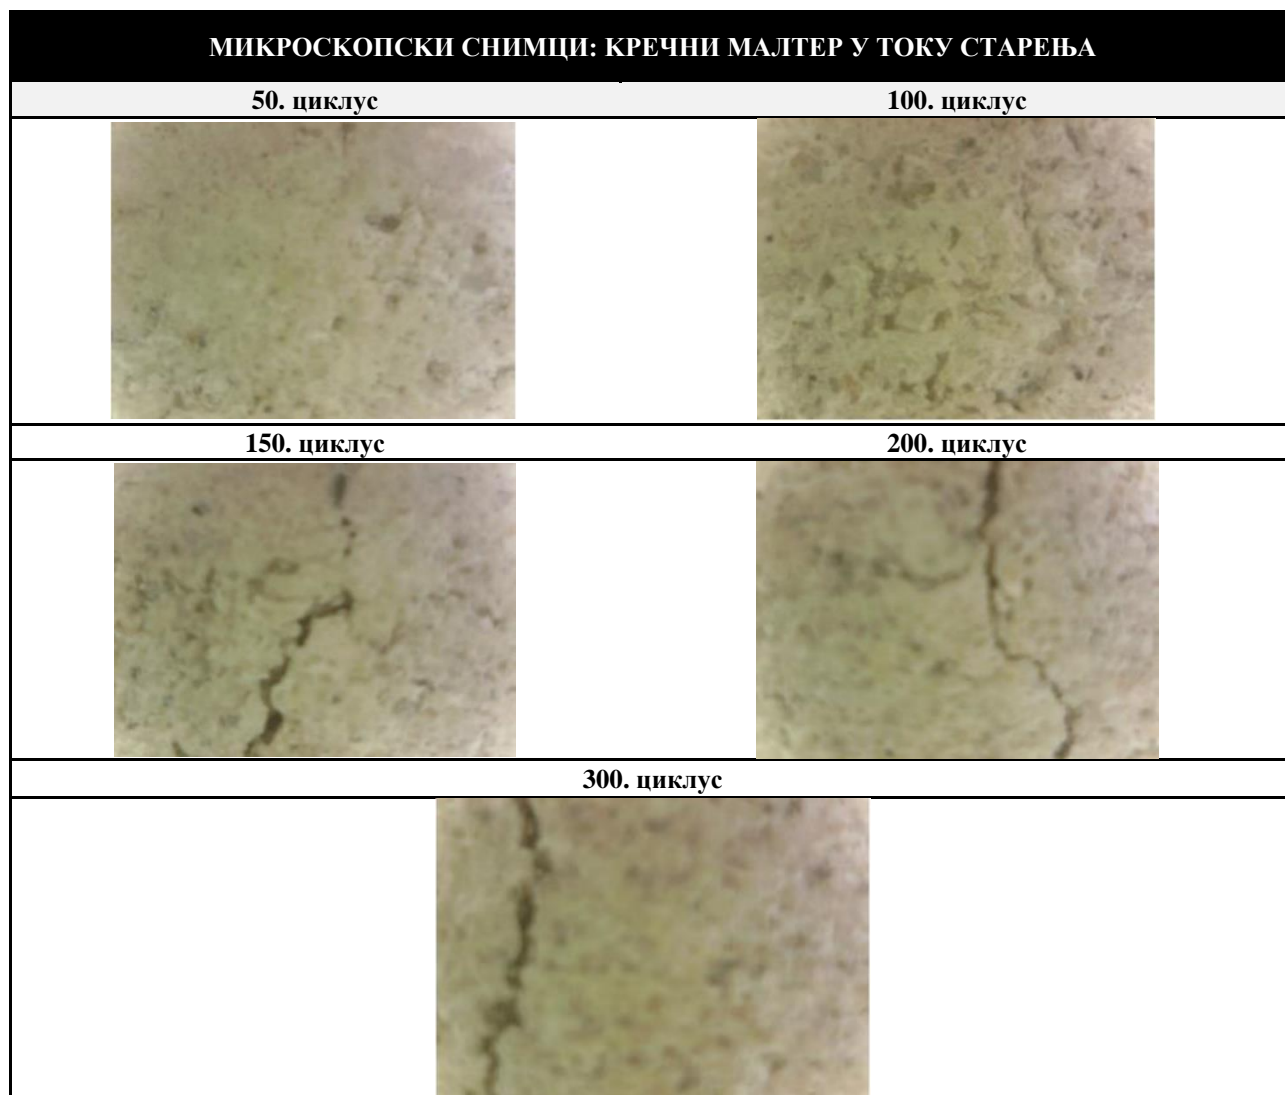 МИКРОСКОПСКИ СНИМЦИ: КРЕЧНИ МАЛТЕР У ТОКУ СТАРЕЊА
50. циклус
100. циклус
150. циклус
200. циклус
300. циклус